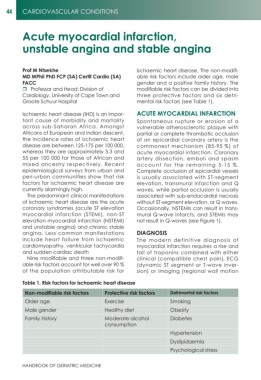 44 CARDIOVASCULAR CONDITIONS
Acute myocardial infarction,
unstable angina and stable angina
Prof M Ntsekhe
MD MPhil PhD FCP (SA) Certif Cardio (SA)
FACC
Professor and Head: Division of
Cardiology, University of Cape Town and
Groote Schuur Hospital
Ischaemic heart disease (IHD) is an impor-
tant cause of morbidity and mortality
across sub-Saharan Africa. Amongst
Africans of European and Indian descent,
the incidence rates of ischaemic heart
disease are between 125-175 per 100 000,
whereas they are approximately 5.3 and
55 per 100 000 for those of African and
mixed ancestry respectively. Recent
epidemiological surveys from urban and
peri-urban communities show that risk
factors for ischaemic heart disease are
currently alarmingly high.
The predominant clinical manifestations
of ischaemic heart disease are the acute
coronary syndromes (acute ST elevation
myocardial infarction (STEMI), non-ST
elevation myocardial infarction (NSTEMI)
and unstable angina) and chronic stable
angina. Less common manifestations
include heart failure from ischaemic
cardiomyopathy, ventricular tachycardia
and sudden cardiac death.
Nine modifiable and three non-modifi-
able risk factors account for well over 90 %
of the population attributable risk for
ischaemic heart disease. The non-modifi-
able risk factors include older age, male
gender and a positive family history. The
modifiable risk factors can be divided into
three protective factors and six detri-
mental risk factors (see Table 1).
ACUTE MYOCARDIAL INFARCTION
Spontaneous rupture or erosion of a
vulnerable atherosclerotic plaque with
partial or complete thrombotic occlusion
of an epicardial coronary artery is the
commonest mechanism (85-95 %) of
acute myocardial infarction. Coronary
artery dissection, emboli and spasm
account for the remaining 5-15 %.
Complete occlusion of epicardial vessels
is usually associated with ST-segment
elevation, transmural infarction and Q
waves, while partial occlusion is usually
associated with sub-endocardial necrosis
without ST-segment elevation, or Q waves.
Occasionally, NSTEMIs can result in trans-
mural Q-wave infarcts, and STEMIs may
not result in Q-waves (see Figure 1).
DIAGNOSIS
The modern definition of diagnosis of
myocardial infarction requires a rise and
fall of troponins combined with either
clinical (compatible chest pain), ECG
(dynamic ST segment or T-wave inver-
sion) or imaging (regional wall motion
Table 1. Risk factors for ischaemic heart disease
Non-modifiable risk factors Protective risk factors Detrimental risk factors
Older age Exercise Smoking
Male gender Healthy diet Obesity
Family history Moderate alcohol consumption Diabetes
Hypertension
Dyslipidaemia
Psychological stress
HANDBOOK OF GERIATRIC MEDICINE